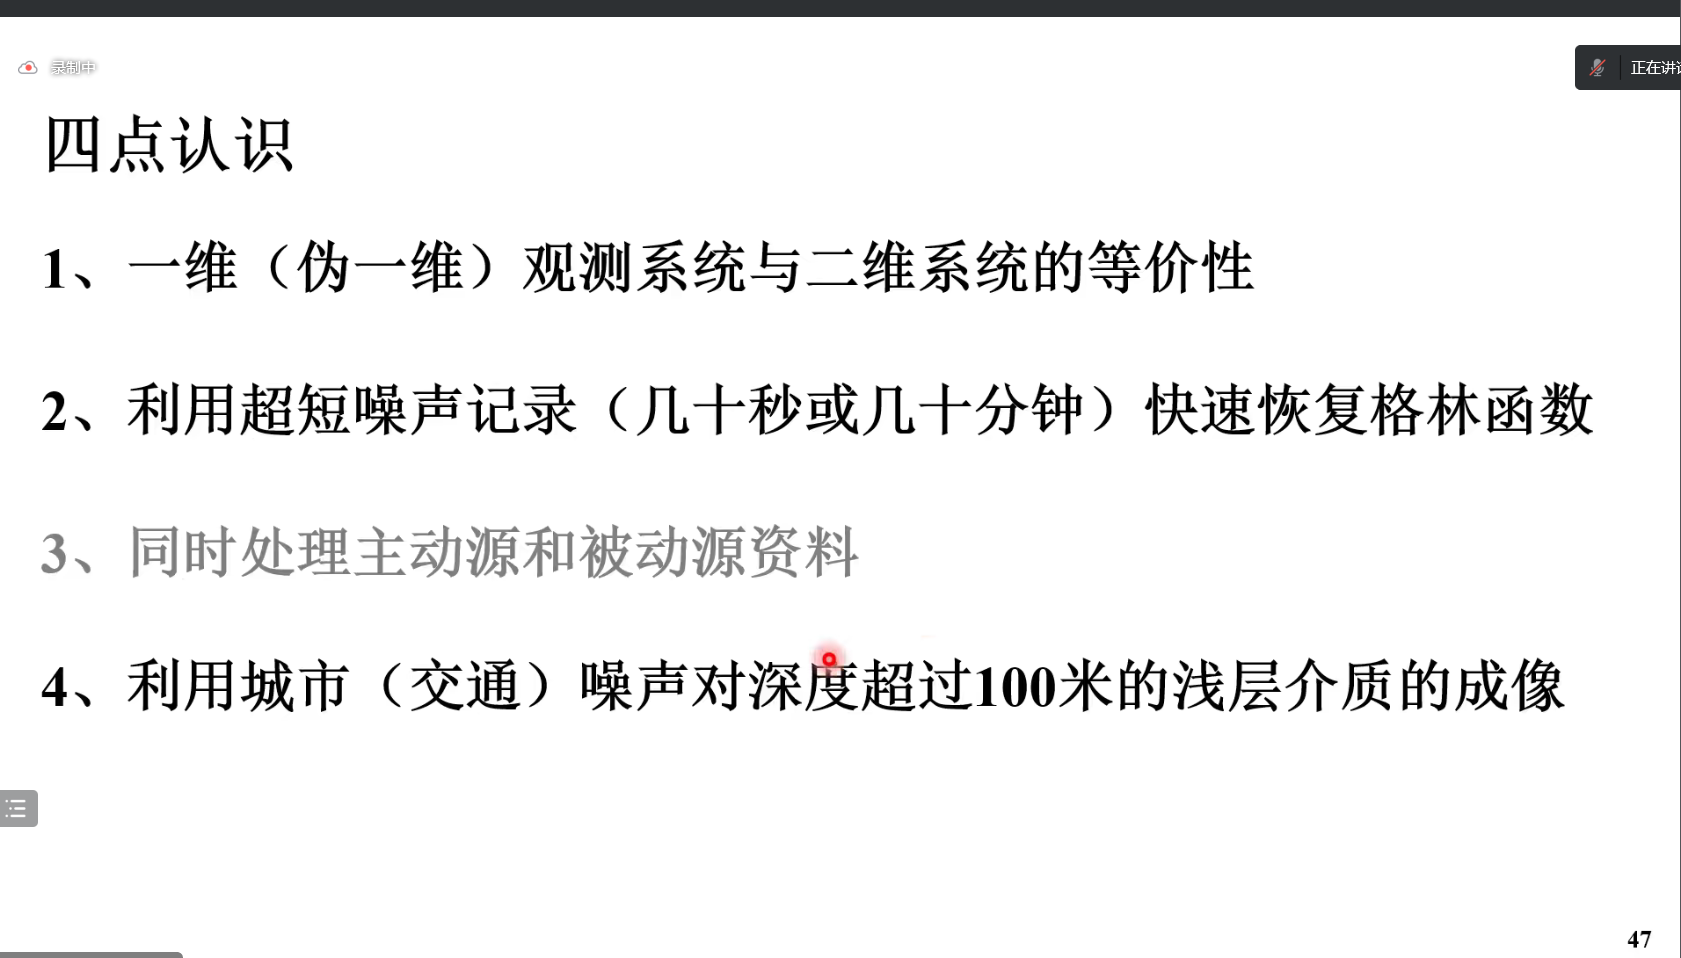 录制中
正在讲
四点认识
1、一维（伪一维）观测系统与二维系统的等价性
2、利用超短噪声记录（几十秒或几十分钟）快速恢复格林函数
3、同时处理主动源和被动源资料
4、利用城市（交通）噪声对深度超过100米的浅层介质的成像
47